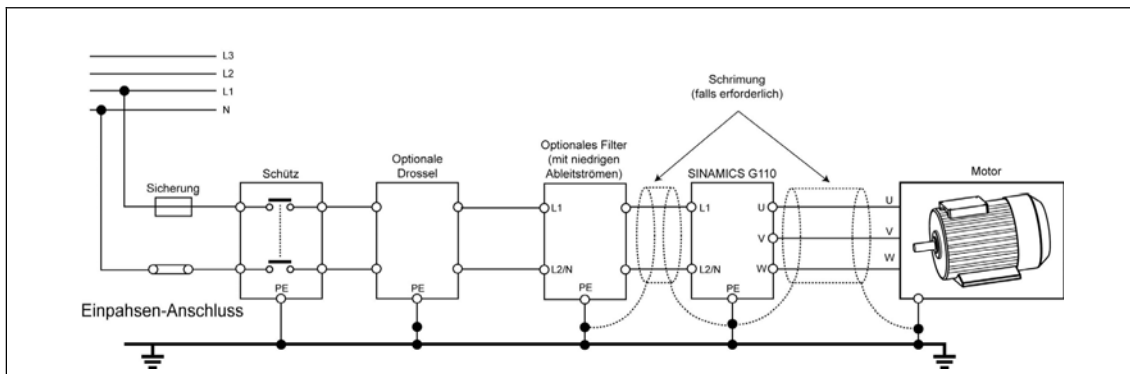 L3
L2
L1
N
Schrimung
(falls erforderlich)
Sicherung
Schütz
Optionale
Drossel
Optionales Filter
(mit niedrigen
Ableitströmen)
SINAMICS G110
Motor
L1
L1
U
U
V
V
L2/N
L2/N
W
W
PE
PE
PE
PE
Einpahsen-Anschluss